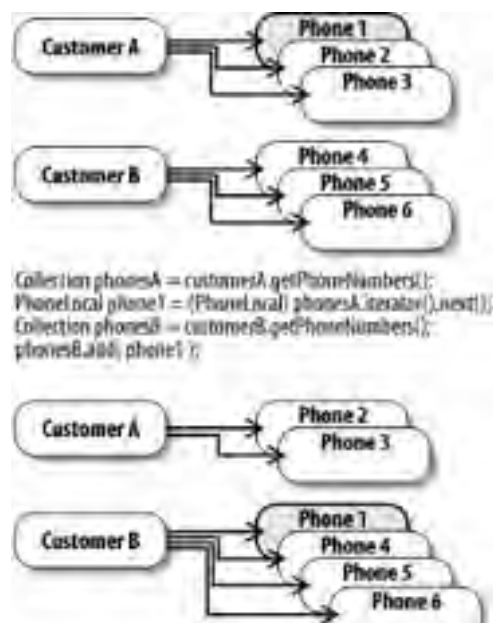 Customer A
Phone 1
Phone 2
Phone 3
Customer B
Phone 4
Phone 5
Phone 6
Collection phonesA = customerA.getPhoneNumbers();
PhoneLocal phone1 = (PhoneLocal) phonesA.iterator().next();
Collection phonesB = customerB.getPhoneNumbers();
phonesB.add( phone1 );
Customer A
Phone 2
Phone 3
Customer B
Phone 1
Phone 4
Phone 5
Phone 6